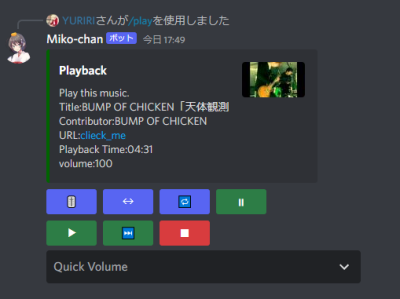 YURIRIさんが/playを使用しました
Miko-chan ボット 今日 17:49
Playback
Play this music.
Title:BUMP OF CHICKEN「天体観測
Contributor:BUMP OF CHICKEN
URL:clieck_me
Playback Time:04:31
volume:100
Quick Volume